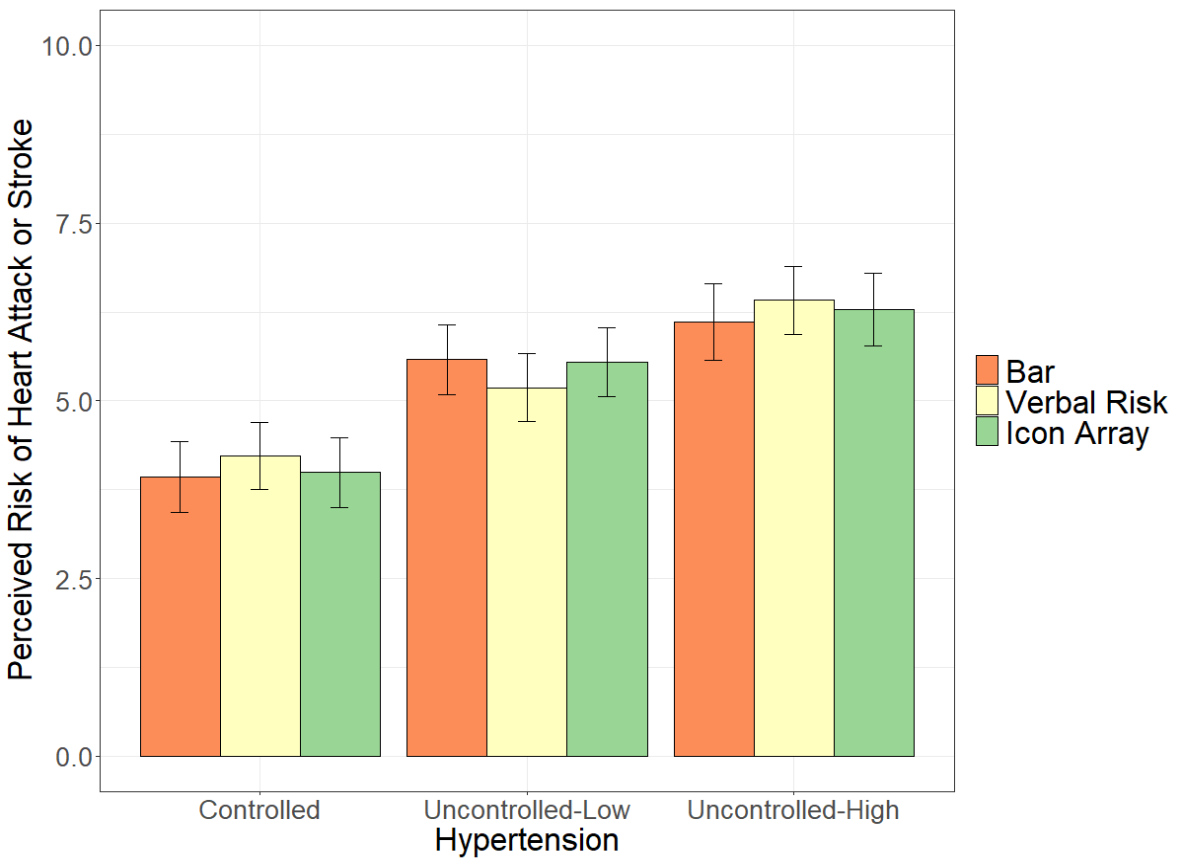 Perceived Risk of Heart Attack or Stroke
10.0
7.5
5.0
2.5
0.0
Controlled
Uncontrolled-Low
Uncontrolled-High
Hypertension
Bar
Verbal Risk
Icon Array